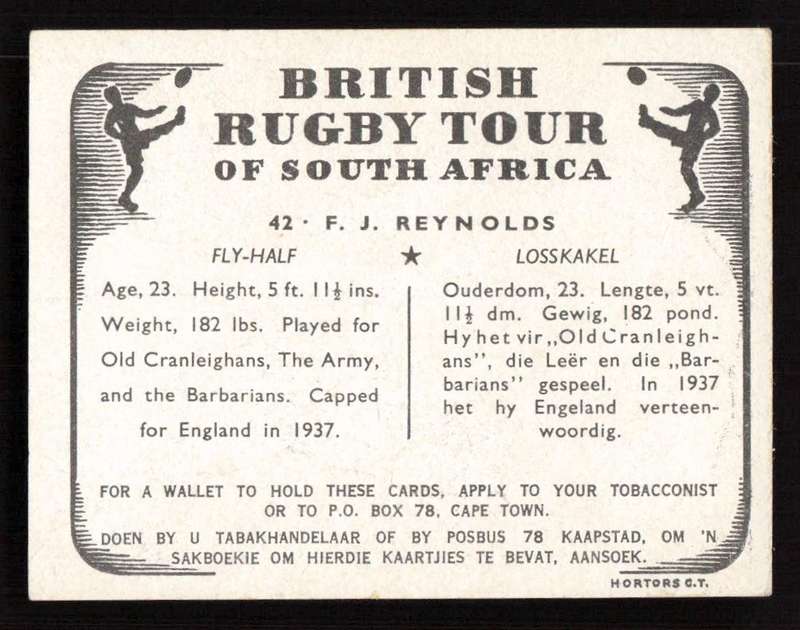 BRITISH
RUGBY TOUR
OF SOUTH AFRICA
42 · F. J. REYNOLDS
FLY-HALF ★ LOSSKAKEL
Age, 23. Height, 5 ft. 11½ ins.
Weight, 182 lbs. Played for
Old Cranleighans, The Army,
and the Barbarians. Capped
for England in 1937.
Ouderdom, 23. Lengte, 5 vt.
11½ dm. Gewig, 182 pond.
Hy het vir „Old Cranleigh-
ans", die Leër en die „Bar-
barians" gespeel. In 1937
het hy Engeland verteen-
woordig.
FOR A WALLET TO HOLD THESE CARDS, APPLY TO YOUR TOBACCONIST
OR TO P.O. BOX 78, CAPE TOWN.
DOEN BY U TABAKHANDELAAR OF BY POSBUS 78 KAAPSTAD, OM 'N
SAKBOEKIE OM HIERDIE KAARTJIES TE BEVAT, AANSOEK.
HORTORS C.T.